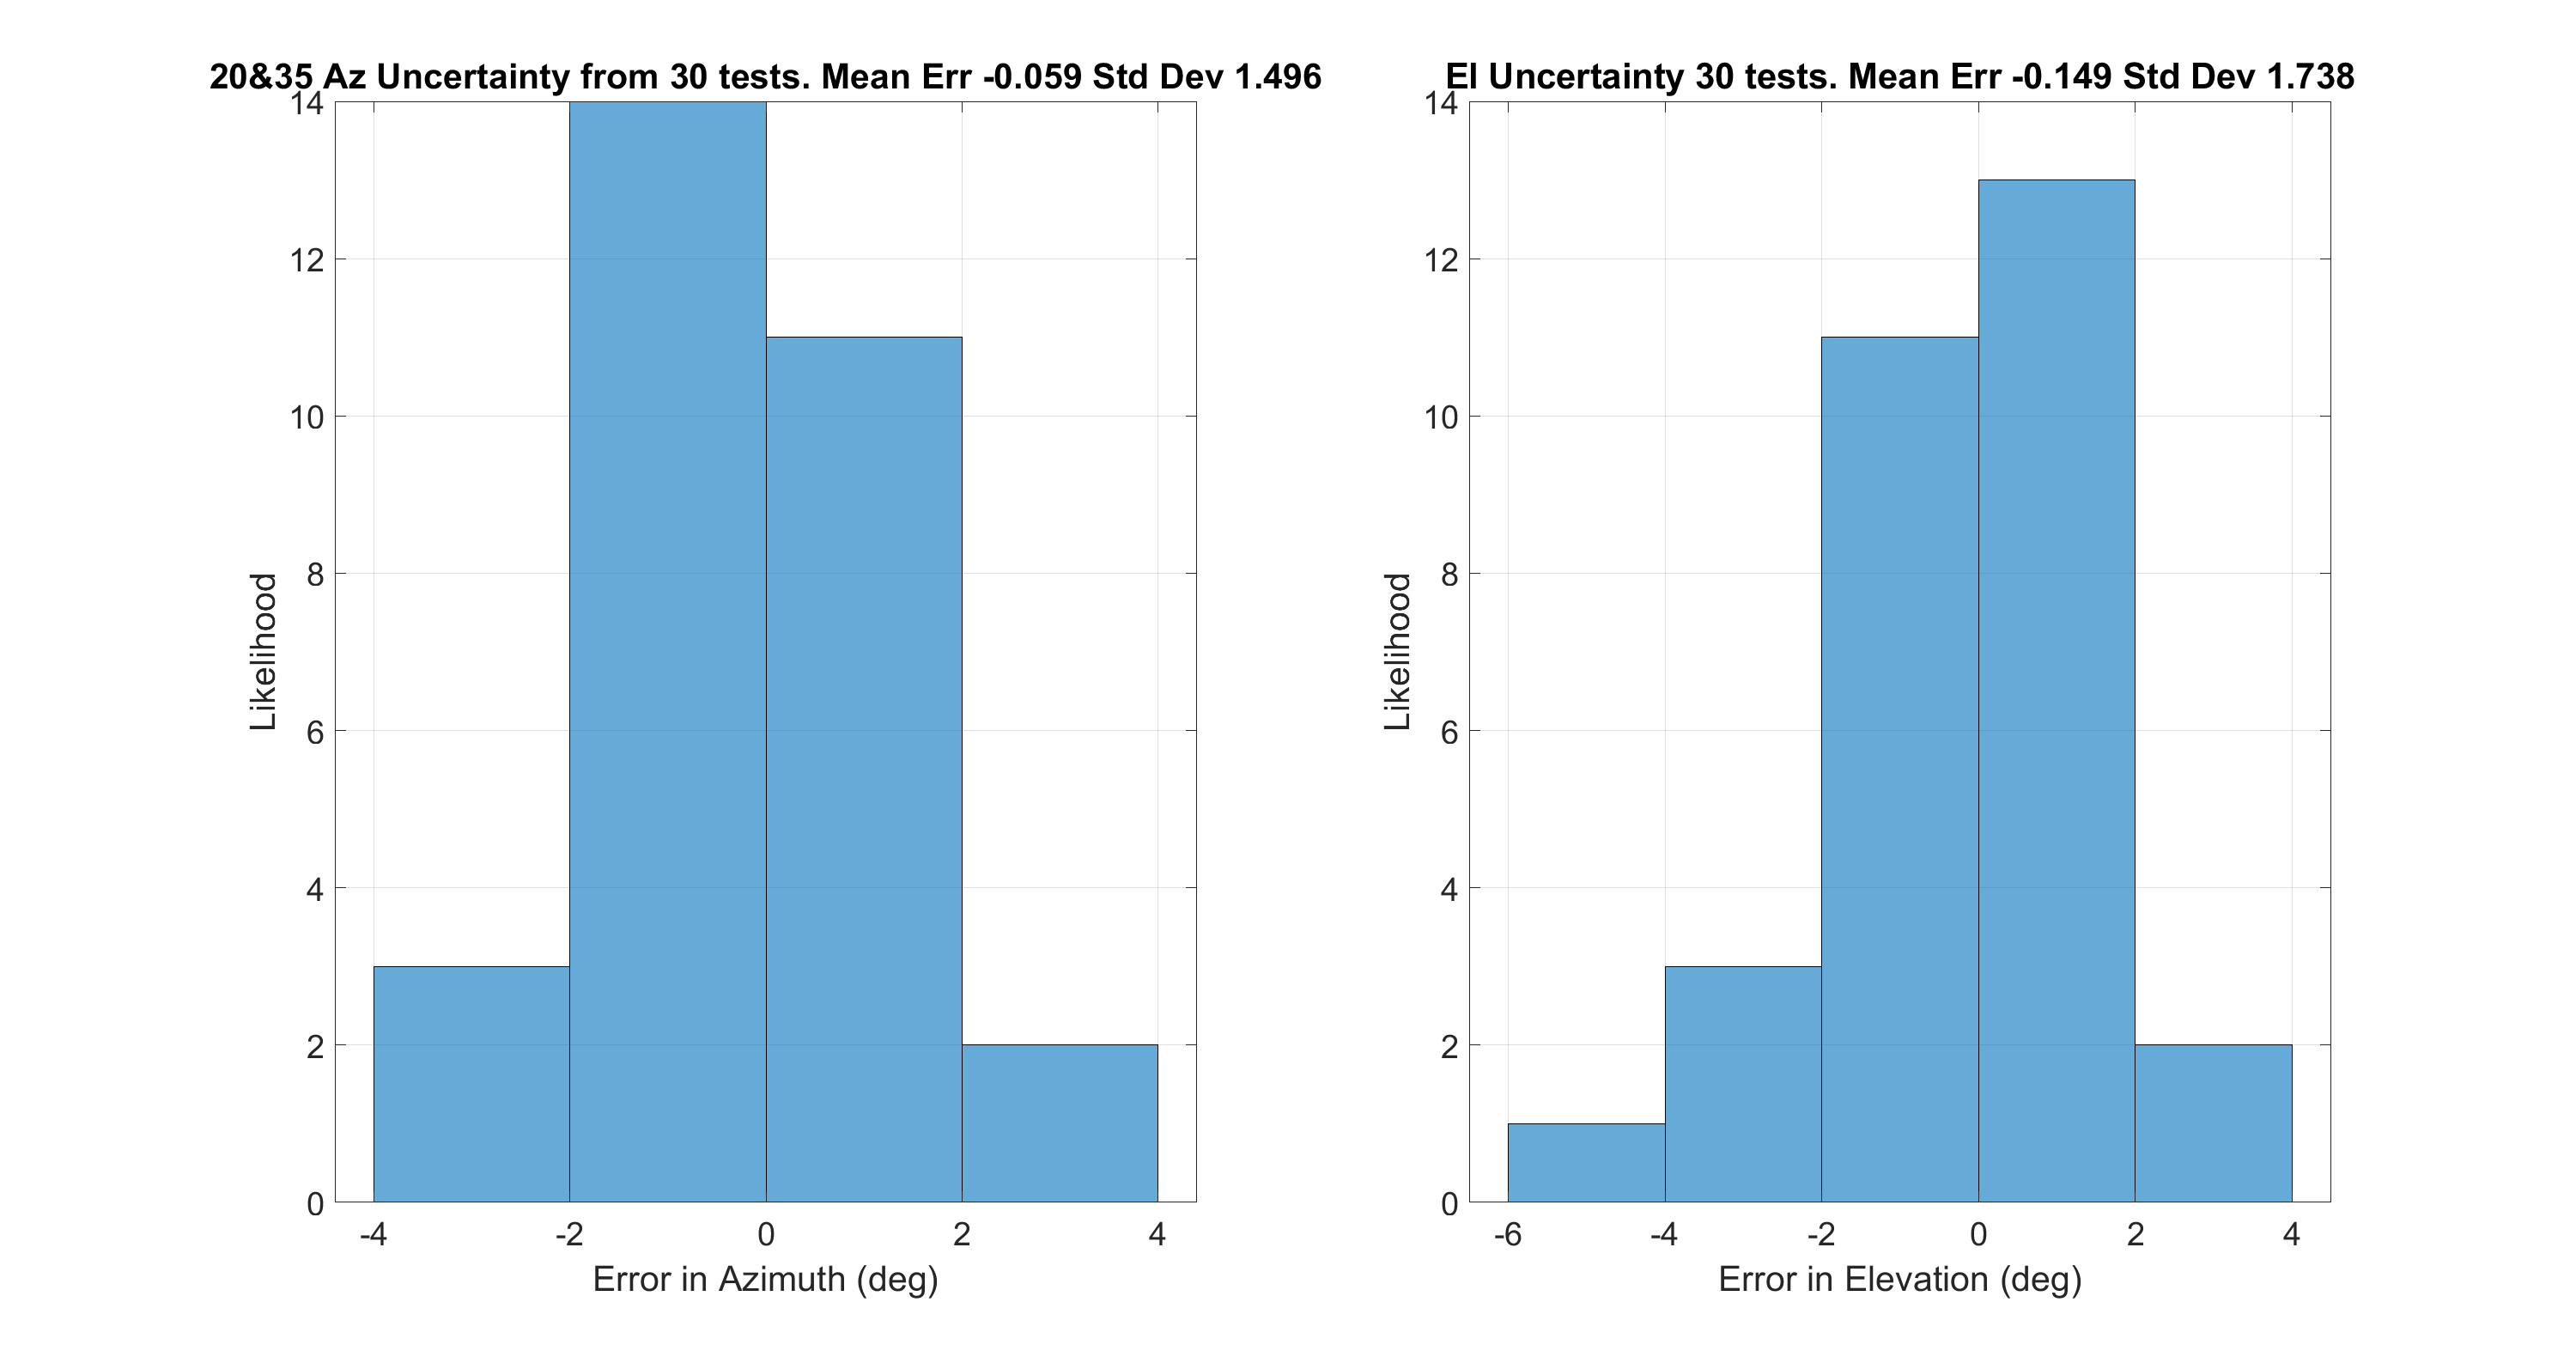 20&35 Az Uncertainty from 30 tests. Mean Err -0.059 Std Dev 1.496
14
12
10
8
6
4
2
0
Likelihood
-4 -2 0 2 4
Error in Azimuth (deg)
El Uncertainty 30 tests. Mean Err -0.149 Std Dev 1.738
14
12
10
8
6
4
2
0
Likelihood
-6 -4 -2 0 2 4
Error in Elevation (deg)